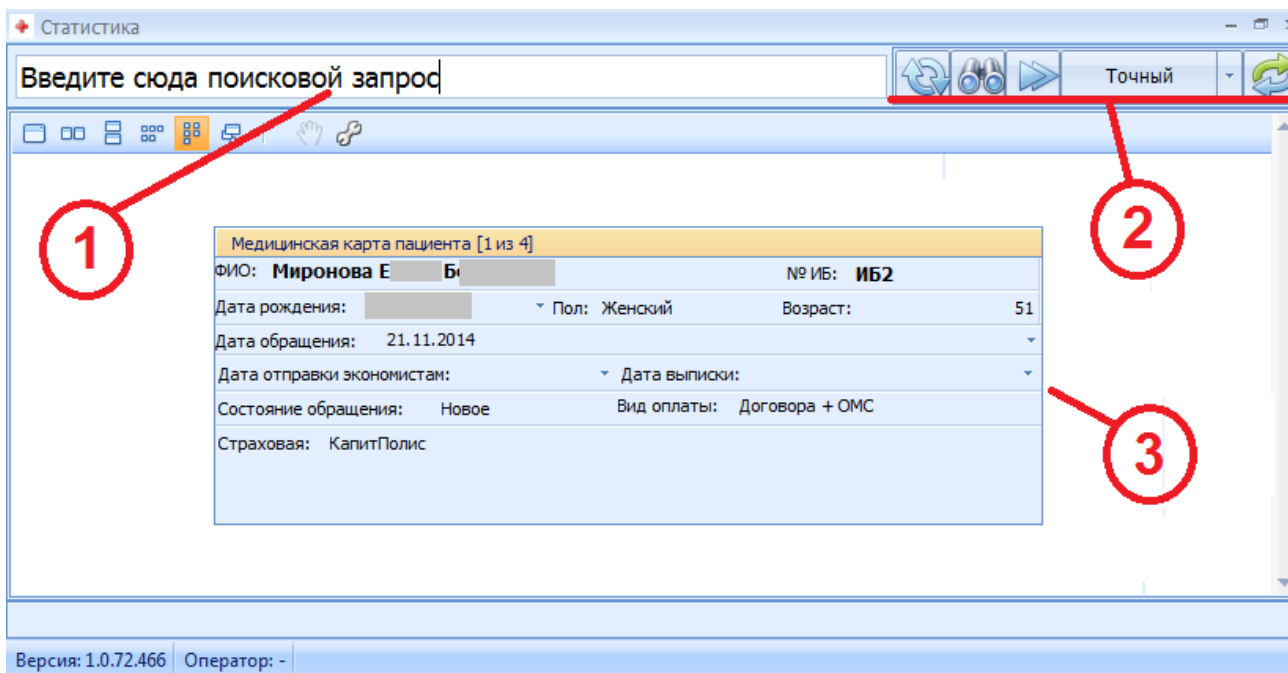 Статистика
Введите сюда поисковой запрос
Точный
1
2
Медицинская карта пациента [1 из 4]
ФИО: Миронова Е Б № ИБ: ИБ2
Дата рождения: Пол: Женский Возраст: 51
Дата обращения: 21.11.2014
Дата отправки экономистам: Дата выписки:
Состояние обращения: Новое Вид оплаты: Договора + ОМС
Страховая: КапитПолис
3
Версия: 1.0.72.466 Оператор: -